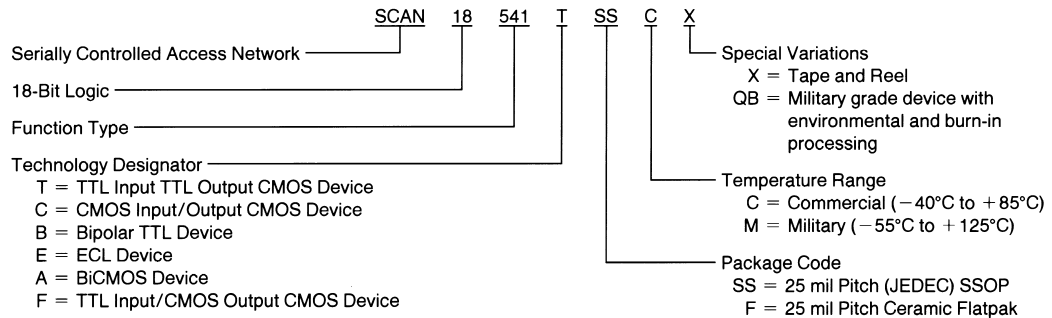 SCAN 18 541 T SS C X
Serially Controlled Access Network
18-Bit Logic
Function Type
Technology Designator
T = TTL Input TTL Output CMOS Device
C = CMOS Input/Output CMOS Device
B = Bipolar TTL Device
E = ECL Device
A = BiCMOS Device
F = TTL Input/CMOS Output CMOS Device
Special Variations
X = Tape and Reel
QB = Military grade device with
environmental and burn-in
processing
Temperature Range
C = Commercial (−40°C to +85°C)
M = Military (−55°C to +125°C)
Package Code
SS = 25 mil Pitch (JEDEC) SSOP
F = 25 mil Pitch Ceramic Flatpak